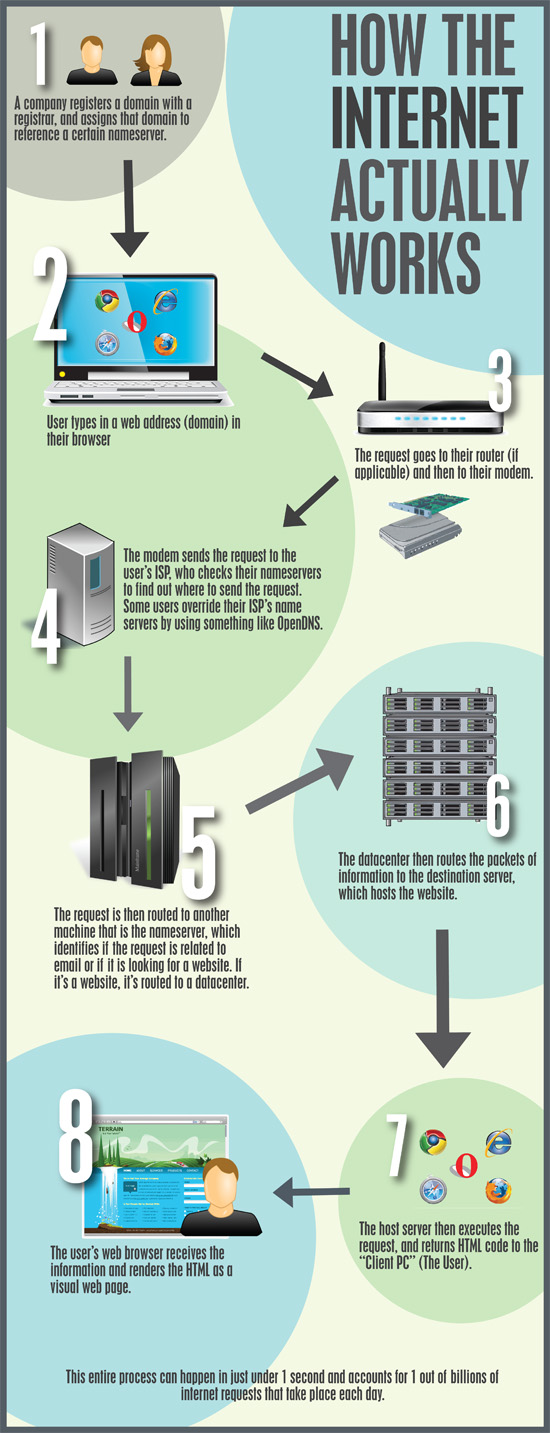 HOW THE
INTERNET
ACTUALLY
WORKS
1
A company registers a domain with a
registrar, and assigns that domain to
reference a certain nameserver.
2
User types in a web address (domain) in
their browser
3
The request goes to their router (if
applicable) and then to their modem.
4
The modem sends the request to the
user's ISP, who checks their nameservers
to find out where to send the request.
Some users override their ISP's name
servers by using something like OpenDNS.
5
The request is then routed to another
machine that is the nameserver, which
identifies if the request is related to
email or if it is looking for a website. If
it's a website, it's routed to a datacenter.
6
The datacenter then routes the packets of
information to the destination server,
which hosts the website.
7
The host server then executes the
request, and returns HTML code to the
“Client PC” (The User).
8
TERRAIN
The user's web browser receives the
information and renders the HTML as a
visual web page.
This entire process can happen in just under 1 second and accounts for 1 out of billions of
internet requests that take place each day.